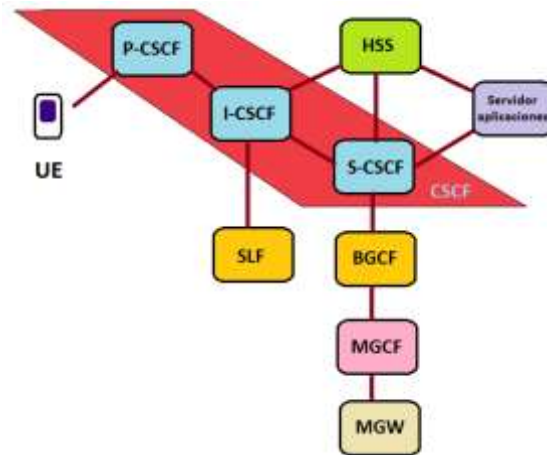 P-CSCF
HSS
I-CSCF
Servidor
aplicaciones
UE
S-CSCF
CSCF
SLF
BGCF
MGCF
MGW